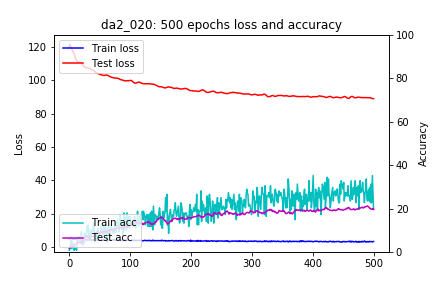 da2_020: 500 epochs loss and accuracy
Train loss
Test loss
Train acc
Test acc
Loss
0
20
40
60
80
100
120
Accuracy
0
20
40
60
80
100
0 100 200 300 400 500